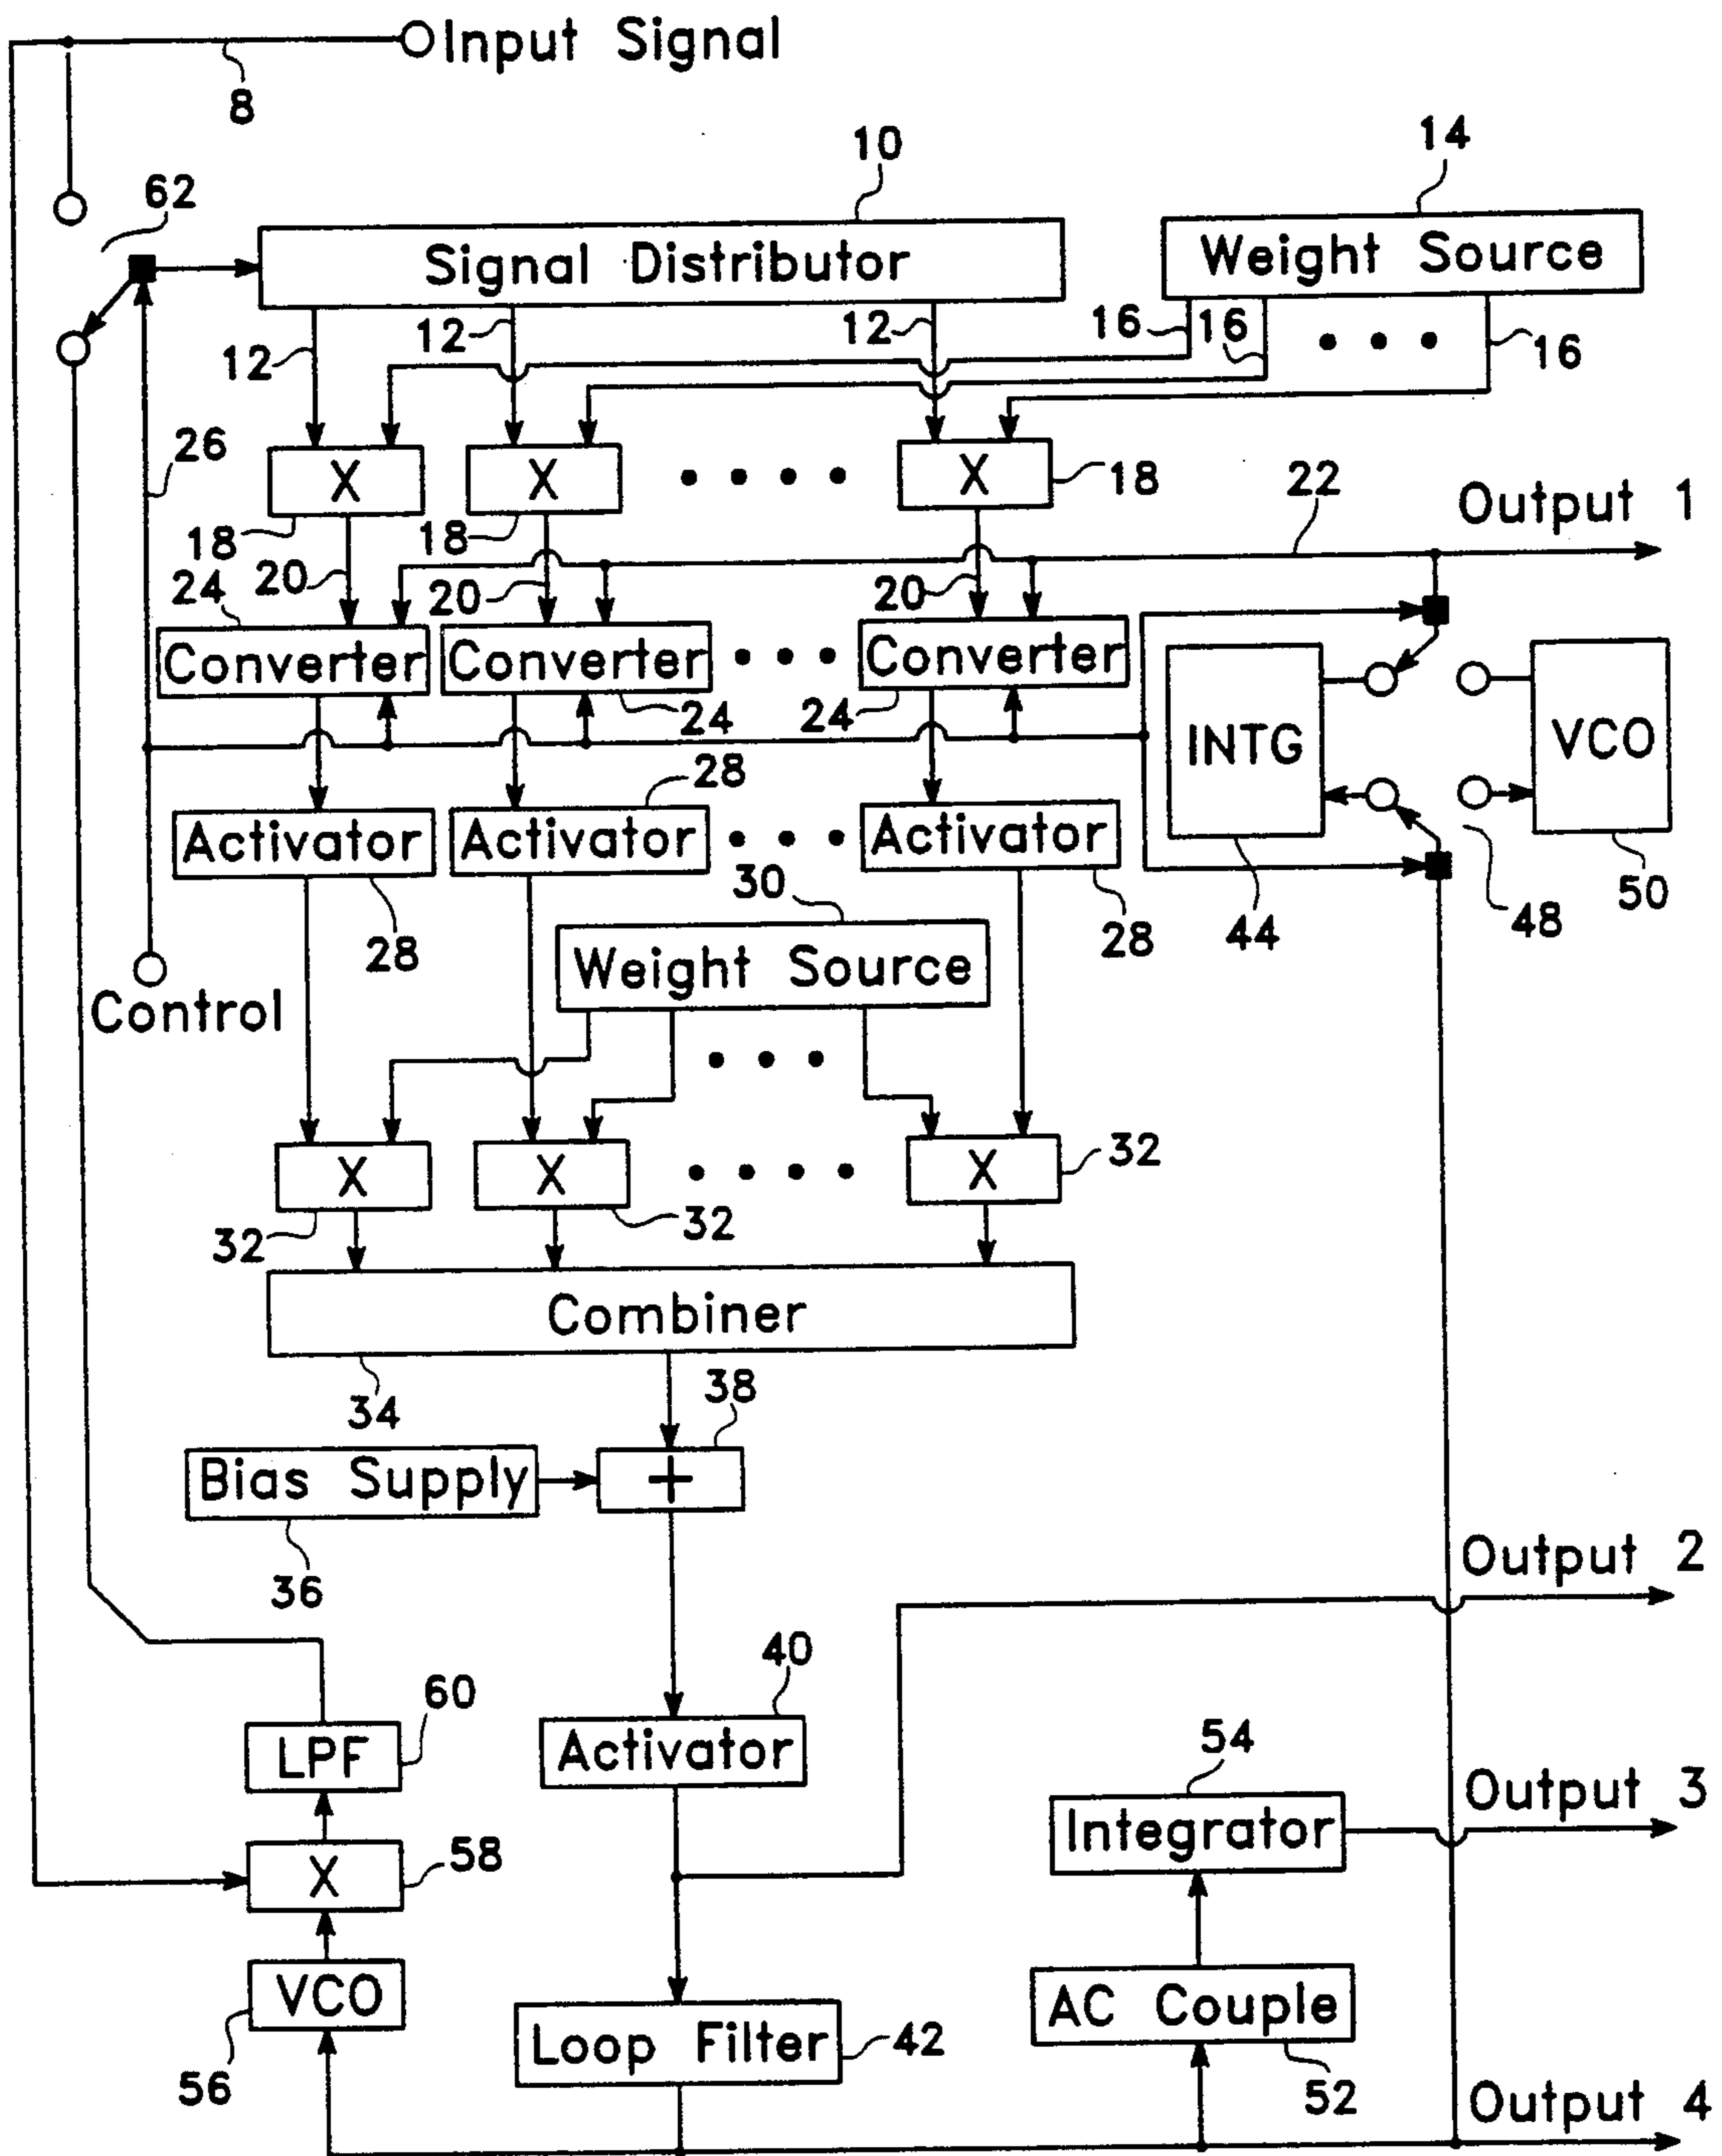 Input Signal
8
10
14
62
Signal Distributor
Weight Source
12
12
12
16
16
16
26
X
X
X
18
22
Output 1
18
18
24
20
20
20
Converter
Converter
Converter
24
24
INTG
VCO
28
Activator
Activator
Activator
30
28
28
44
48
50
Weight Source
Control
X
X
X
32
32
32
Combiner
34
38
Bias Supply
+
36
Output 2
40
60
LPF
Activator
54
Output 3
Integrator
X
58
VCO
AC Couple
56
Loop Filter
42
52
Output 4